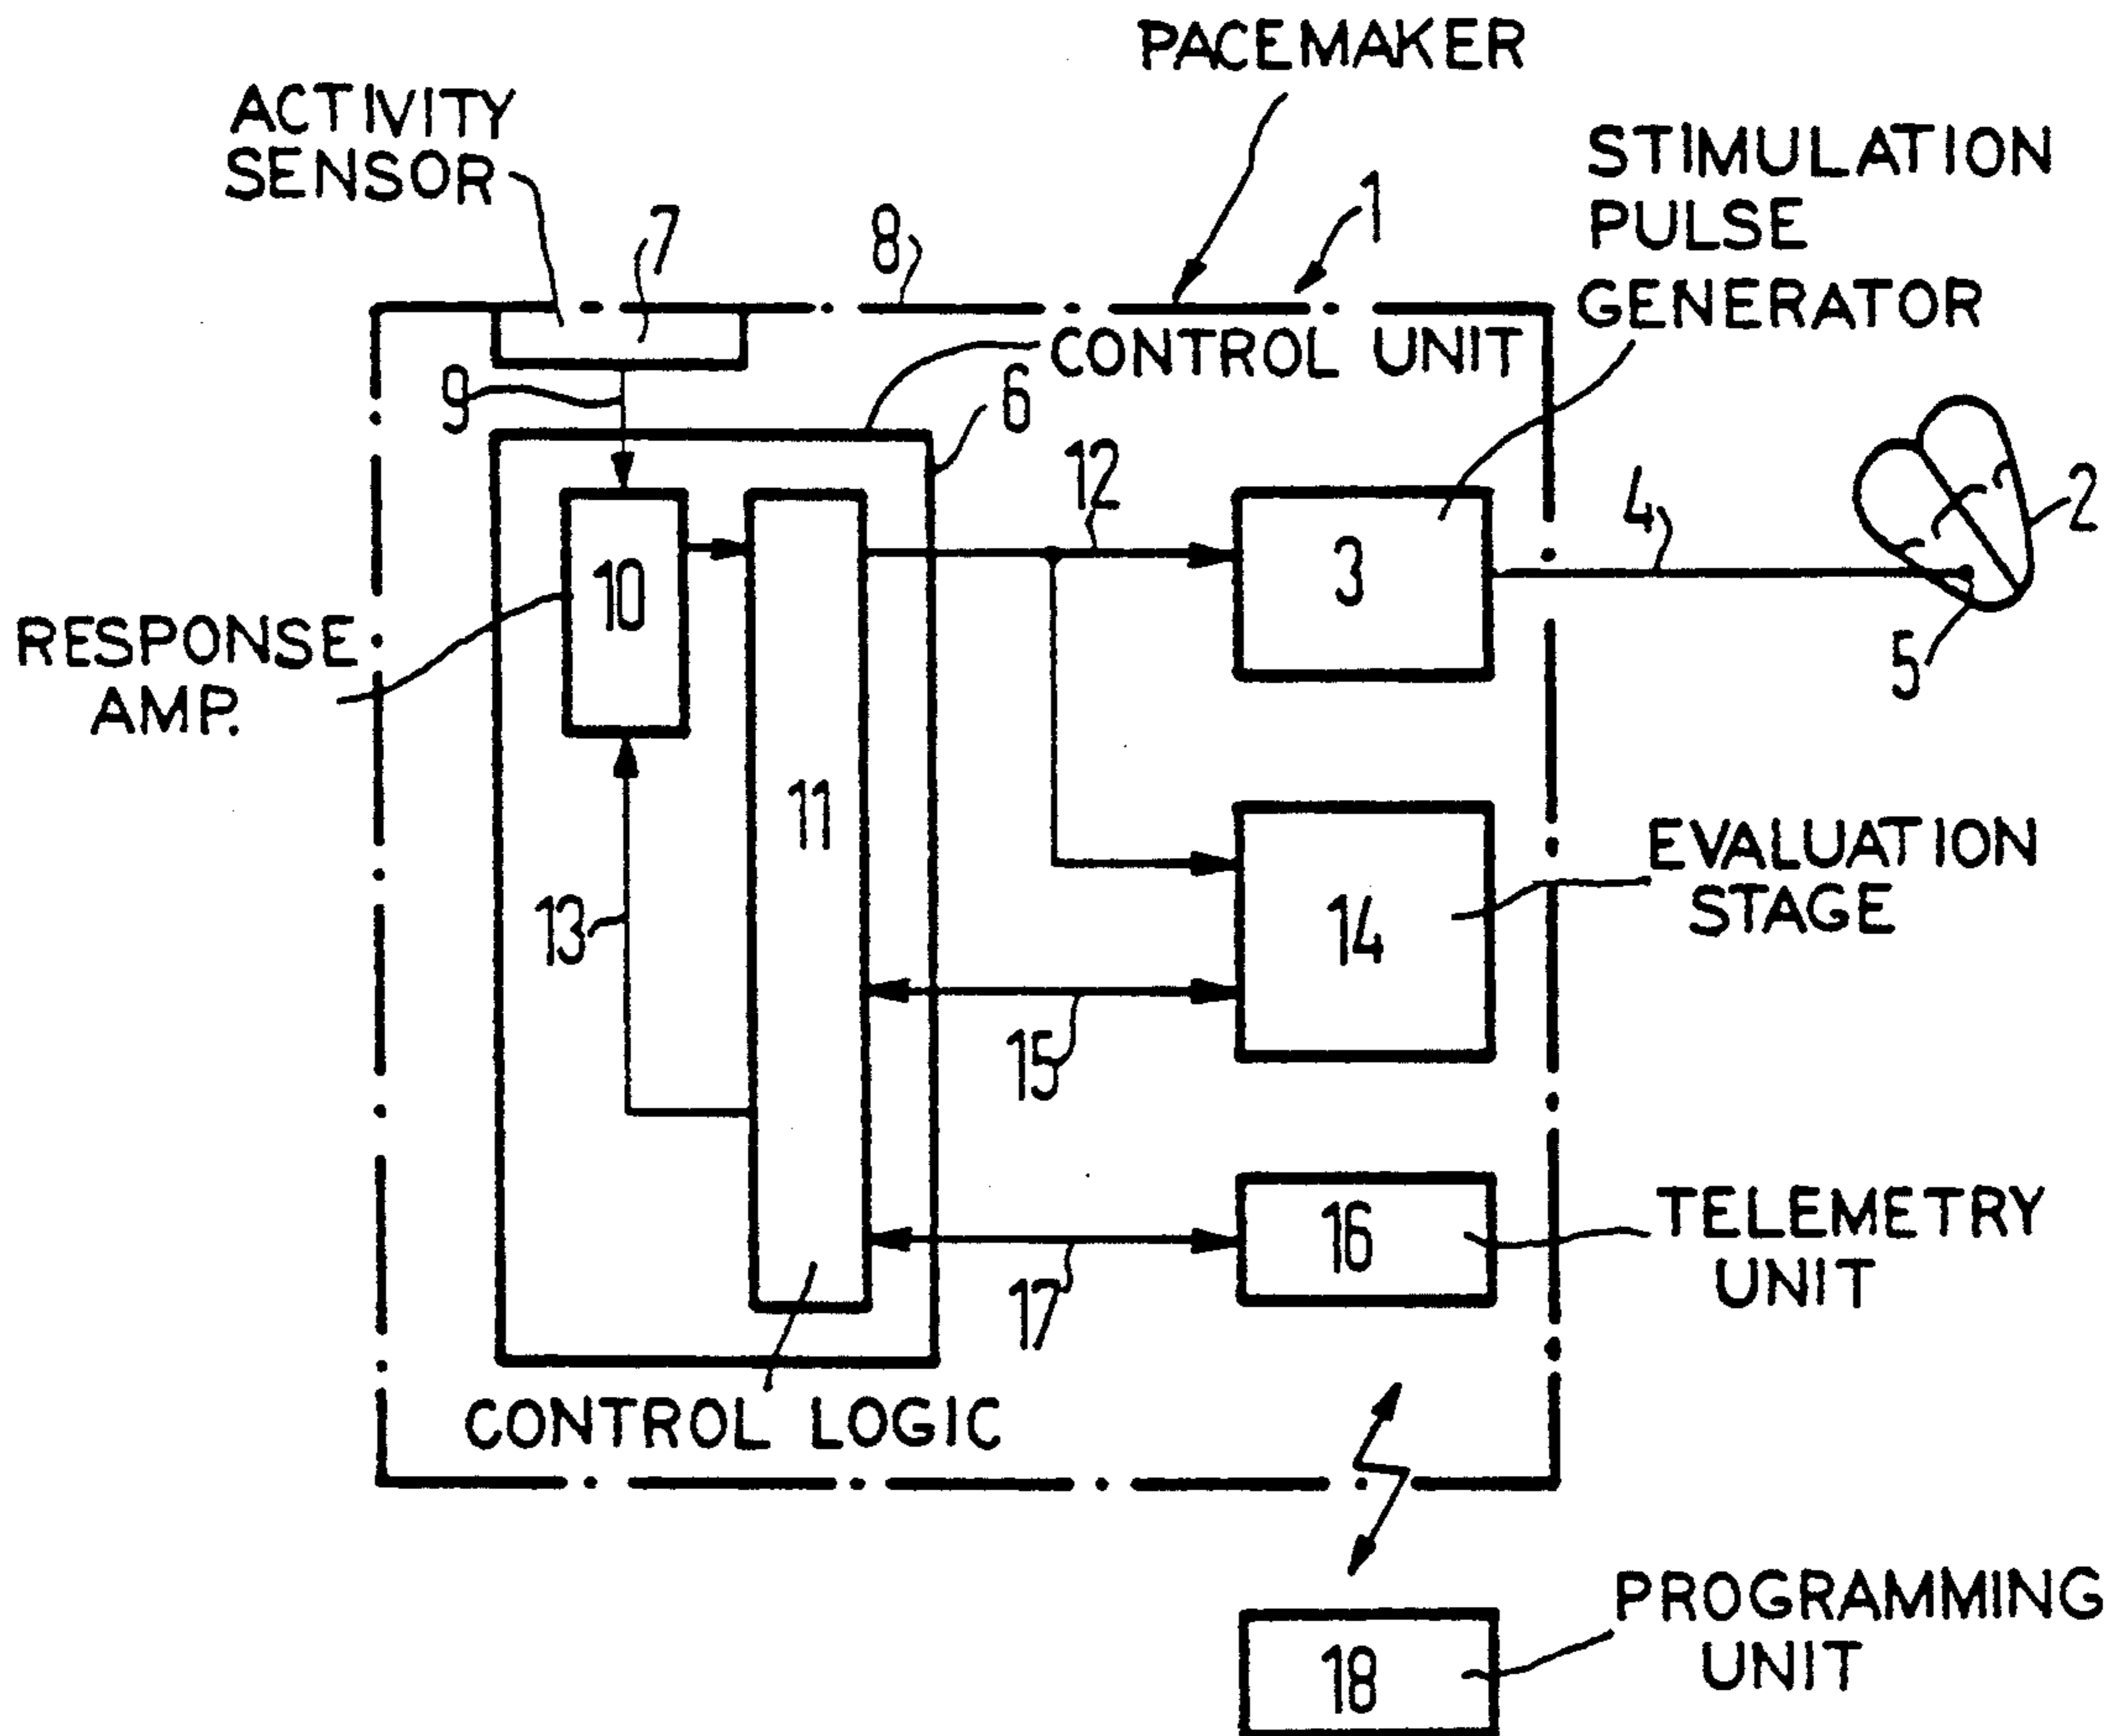 PACEMAKER
ACTIVITY
SENSOR
STIMULATION
PULSE
GENERATOR
7
8
1
CONTROL UNIT
9
6
12
4
2
3
10
5
RESPONSE
AMP.
11
EVALUATION
STAGE
13
14
15
16
TELEMETRY
UNIT
17
CONTROL LOGIC
PROGRAMMING
UNIT
18